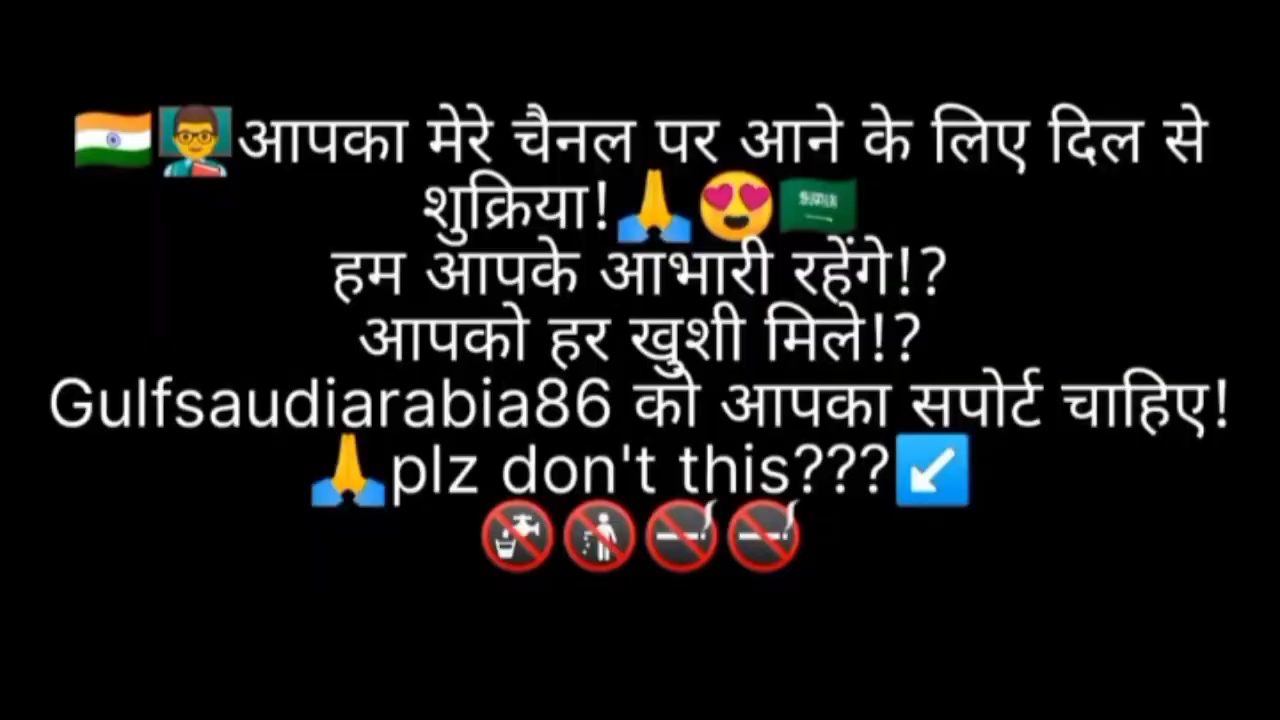 🇮🇳👨‍🏫आपका मेरे चैनल पर आने के लिए दिल से
शुक्रिया!🙏😍🇸🇦
हम आपके आभारी रहेंगे!?
आपको हर खुशी मिले!?
Gulfsaudiarabia86 को आपका सपोर्ट चाहिए!
🙏plz don't this???↙️
🚱🚯🚭🚭